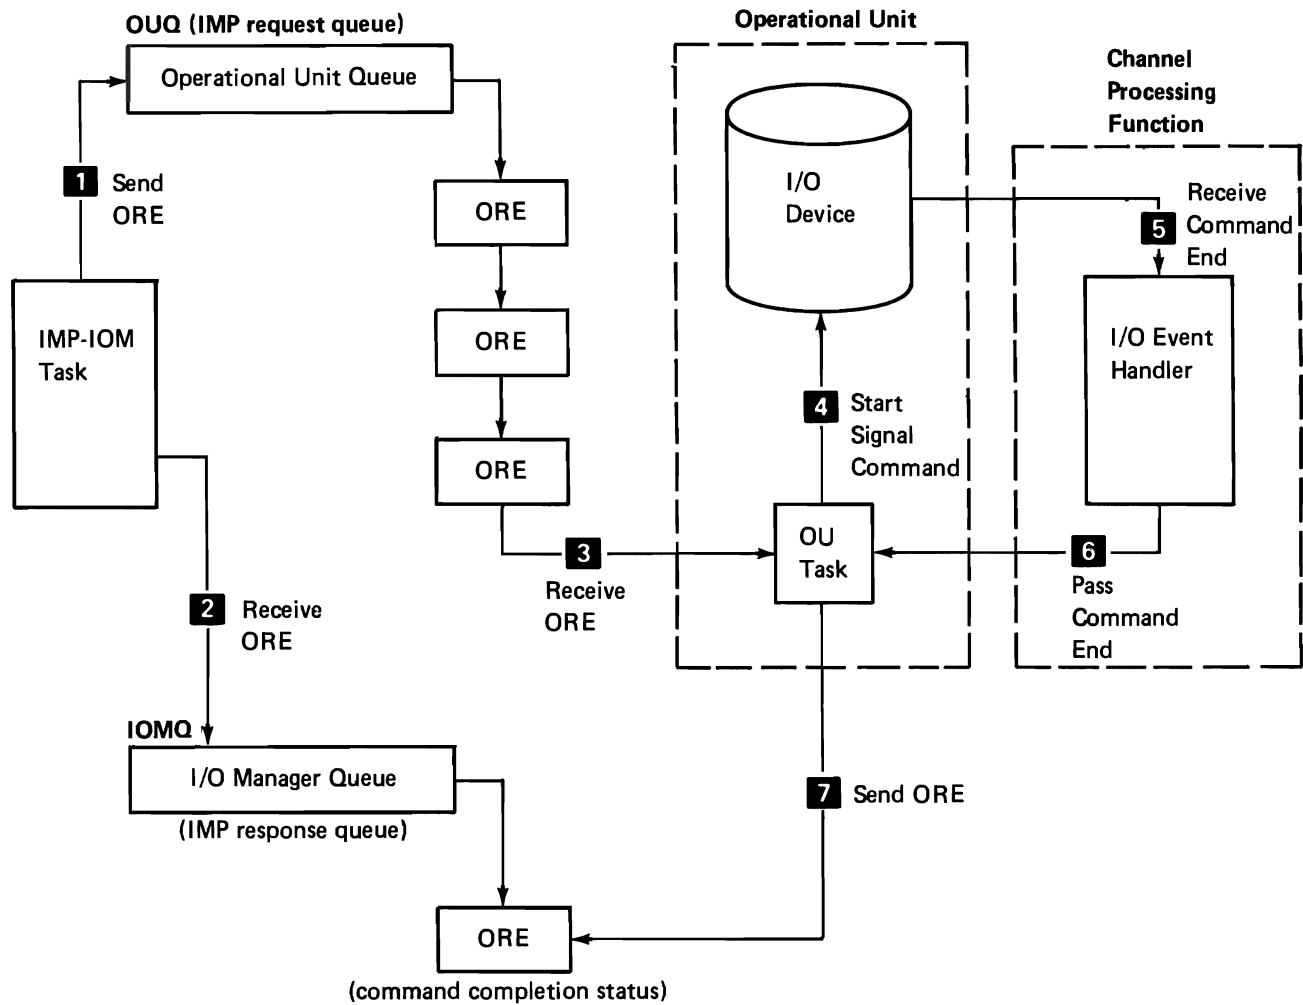 OUQ (IMP request queue)
Operational Unit Queue
1 Send
ORE
IMP-IOM
Task
ORE
ORE
ORE
2 Receive
ORE
3
Receive
ORE
IOMQ
I/O Manager Queue
(IMP response queue)
ORE
(command completion status)
Operational Unit
I/O
Device
4 Start
Signal
Command
OU
Task
7 Send ORE
Channel
Processing
Function
5 Receive
Command
End
I/O Event
Handler
6
Pass
Command
End